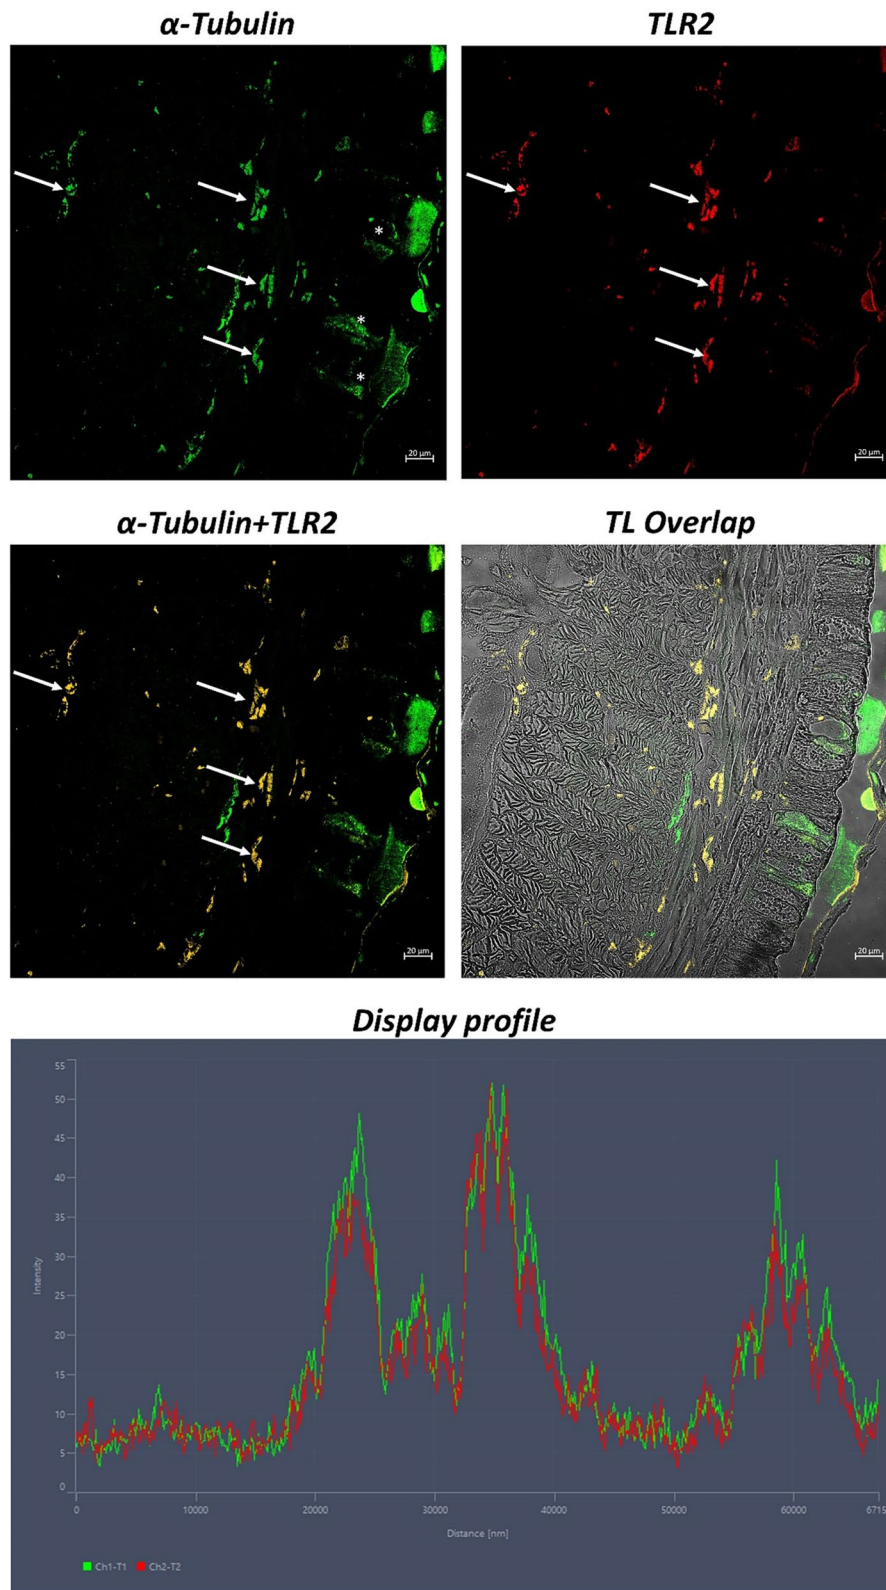 α-Tubulin TLR2
* 
*
*
20 µm 20 µm
α-Tubulin+TLR2 TL Overlap
20 µm 20 µm
Display profile
55
50
45
40
35
30
25
20
15
10
5
0
Intensity
0 10000 20000 30000 40000 50000 60000 6715
Distance [nm]
Ch1-T1 Ch2-T2